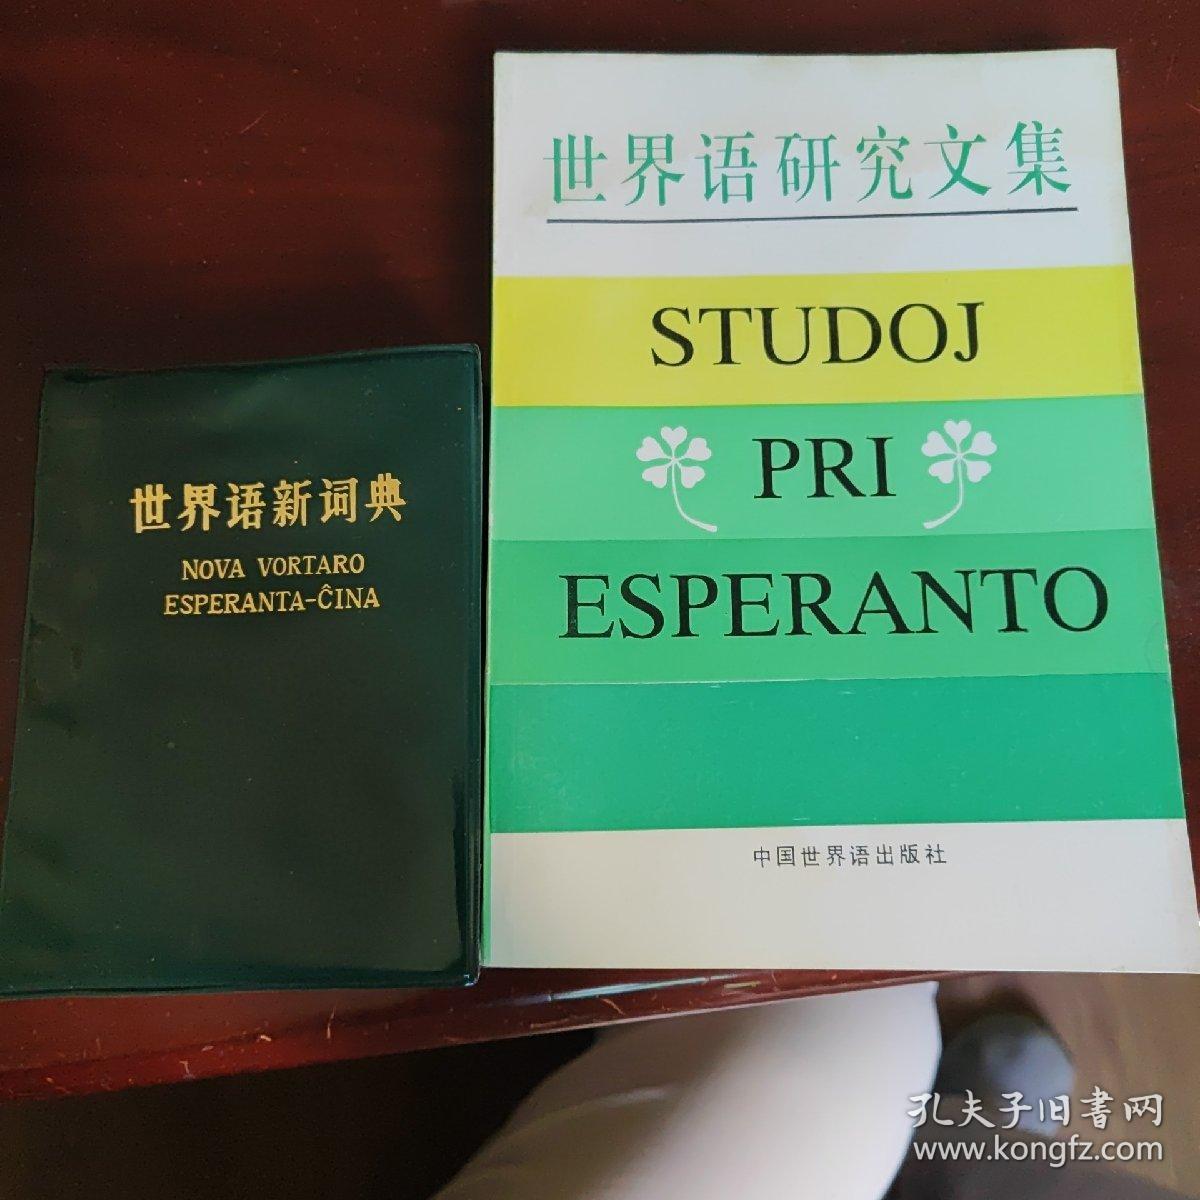 世界语新词典
NOVA VORTARO
ESPERANTA-ĈINA
世界语研究文集
STUDOJ
PRI
ESPERANTO
中国世界语出版社
孔夫子旧书网
www.kongfz.com